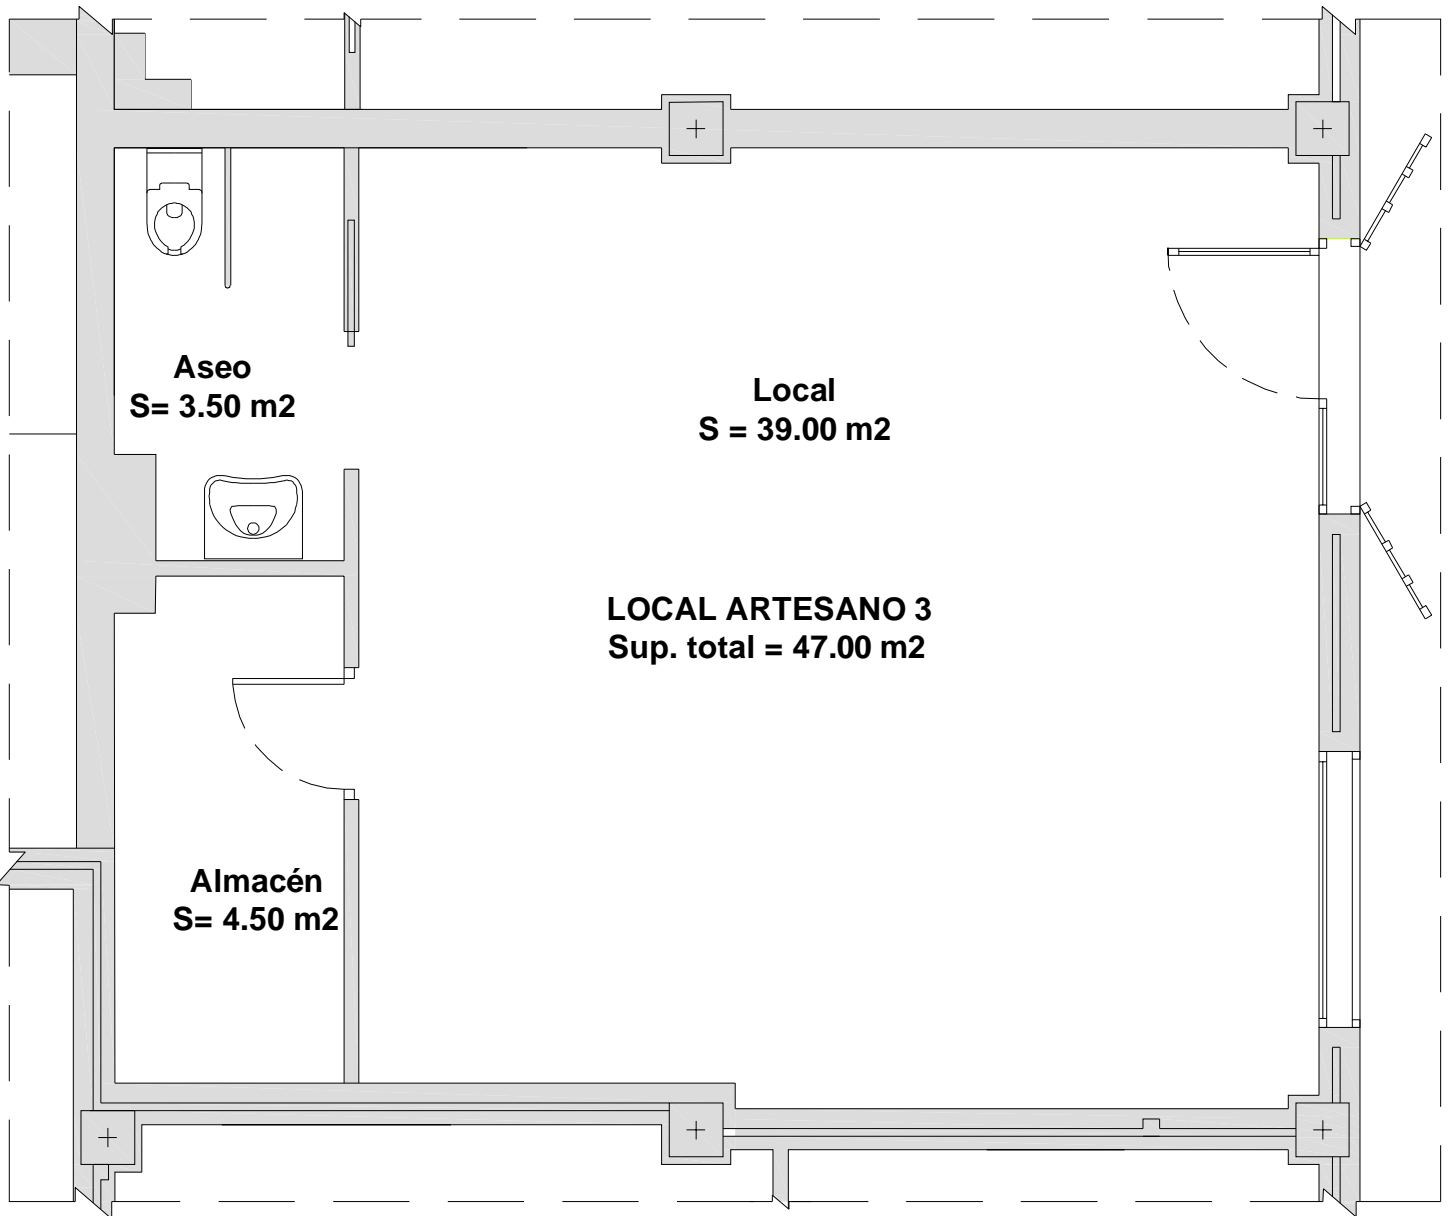 Aseo
S= 3.50 m2
Local
S = 39.00 m2
LOCAL ARTESANO 3
Sup. total = 47.00 m2
Almacén
S= 4.50 m2